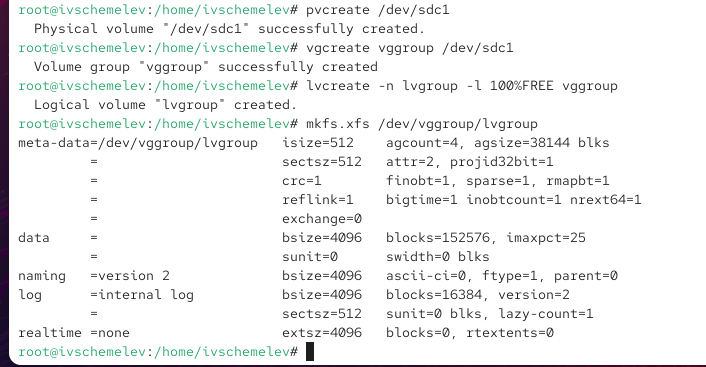 root@ivschemelev:/home/ivschemelev# pvcreate /dev/sdc1
  Physical volume "/dev/sdc1" successfully created.
root@ivschemelev:/home/ivschemelev# vgcreate vggroup /dev/sdc1
  Volume group "vggroup" successfully created
root@ivschemelev:/home/ivschemelev# lvcreate -n lvgroup -l 100%FREE vggroup
  Logical volume "lvgroup" created.
root@ivschemelev:/home/ivschemelev# mkfs.xfs /dev/vggroup/lvgroup
meta-data=/dev/vggroup/lvgroup   isize=512    agcount=4, agsize=38144 blks
         =                       sectsz=512   attr=2, projid32bit=1
         =                       crc=1        finobt=1, sparse=1, rmapbt=1
         =                       reflink=1    bigtime=1 inobtcount=1 nrext64=1
         =                       exchange=0
data     =                       bsize=4096   blocks=152576, imaxpct=25
         =                       sunit=0      swidth=0 blks
naming   =version 2              bsize=4096   ascii-ci=0, ftype=1, parent=0
log      =internal log           bsize=4096   blocks=16384, version=2
         =                       sectsz=512   sunit=0 blks, lazy-count=1
realtime =none                   extsz=4096   blocks=0, rtextents=0
root@ivschemelev:/home/ivschemelev#